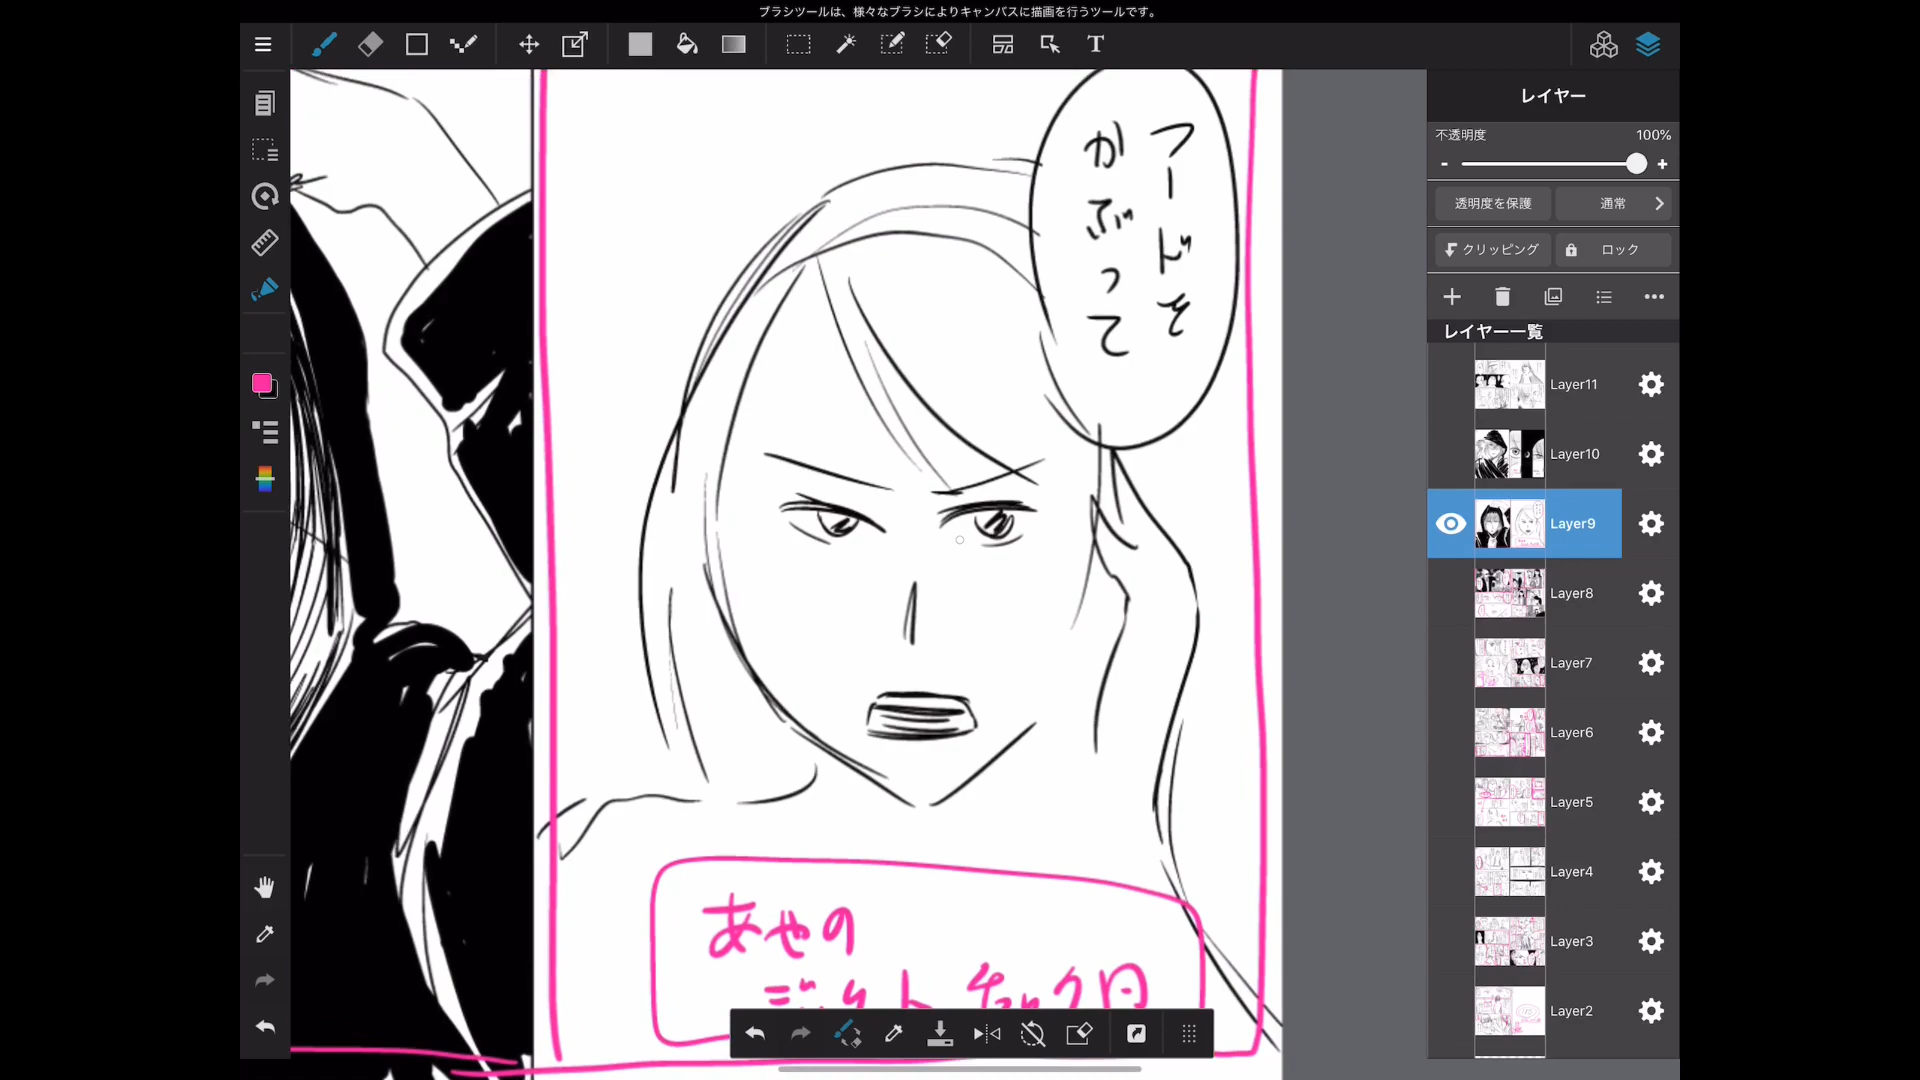 ブラシツールは、様々なブラシによりキャンバスに描画を行うツールです。
T
レイヤー
不透明度 100%
- +
透明度を保護 通常
クリッピング ロック
レイヤー一覧
Layer11
Layer10
Layer9
Layer8
Layer7
Layer6
Layer5
Layer4
Layer3
Layer2
フードを
かぶって
あやの